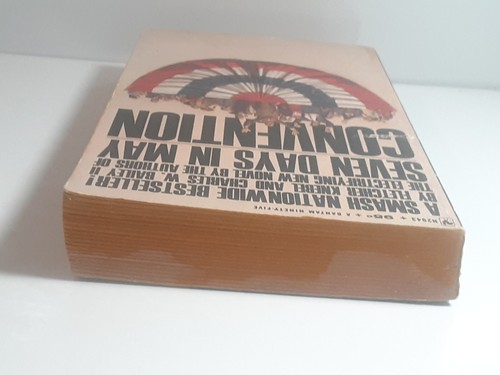 95¢ * A BANTAM NINETY-FIVE
A SMASH NATIONWIDE BESTSELLER!
FLETCHER KNEBEL AND CHARLES W. BAILEY II
THE ELECTRIFYING NEW NOVEL BY THE AUTHORS OF
SEVEN DAYS IN MAY
CONVENTION